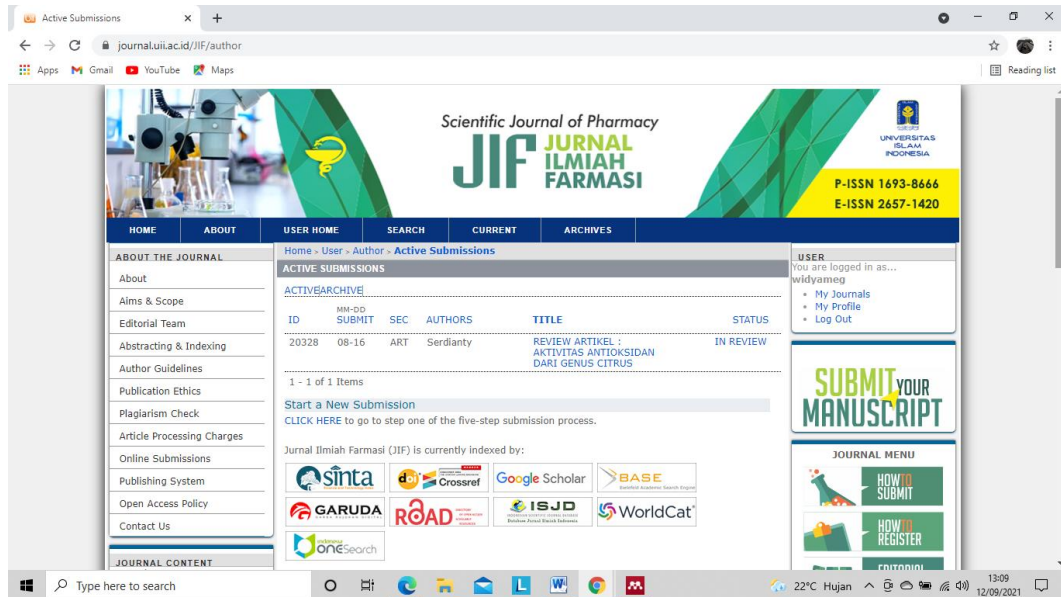 Active Submissions
journal.uii.ac.id/JIF/author
Apps Gmail YouTube Maps Reading list
Scientific Journal of Pharmacy
JIF JURNAL
ILMIAH
FARMASI
UNIVERSITAS
ISLAM
INDONESIA
P-ISSN 1693-8666
E-ISSN 2657-1420
HOME ABOUT USER HOME SEARCH CURRENT ARCHIVES
ABOUT THE JOURNAL
About
Aims & Scope
Editorial Team
Abstracting & Indexing
Author Guidelines
Publication Ethics
Plagiarism Check
Article Processing Charges
Online Submissions
Publishing System
Open Access Policy
Contact Us
JOURNAL CONTENT
Home > User > Author > Active Submissions
ACTIVE SUBMISSIONS
ACTIVE ARCHIVE
MM-DD
ID SUBMIT SEC AUTHORS TITLE STATUS
20328 08-16 ART Serdianty REVIEW ARTIKEL : IN REVIEW
AKTIVITAS ANTIOKSIDAN
DARI GENUS CITRUS
1 - 1 of 1 Items
Start a New Submission
CLICK HERE to go to step one of the five-step submission process.
Jurnal Ilmiah Farmasi (JIF) is currently indexed by:
sinta doi Crossref Google Scholar BASE
GARUDA ROAD ISJD WorldCat
onesearch
USER
You are logged in as...
widyameg
My Journals
My Profile
Log Out
SUBMIT YOUR
MANUSCRIPT
JOURNAL MENU
HOW TO
SUBMIT
HOW TO
REGISTER
EDITORIAL
Type here to search
22°C Hujan
13:09
12/09/2021